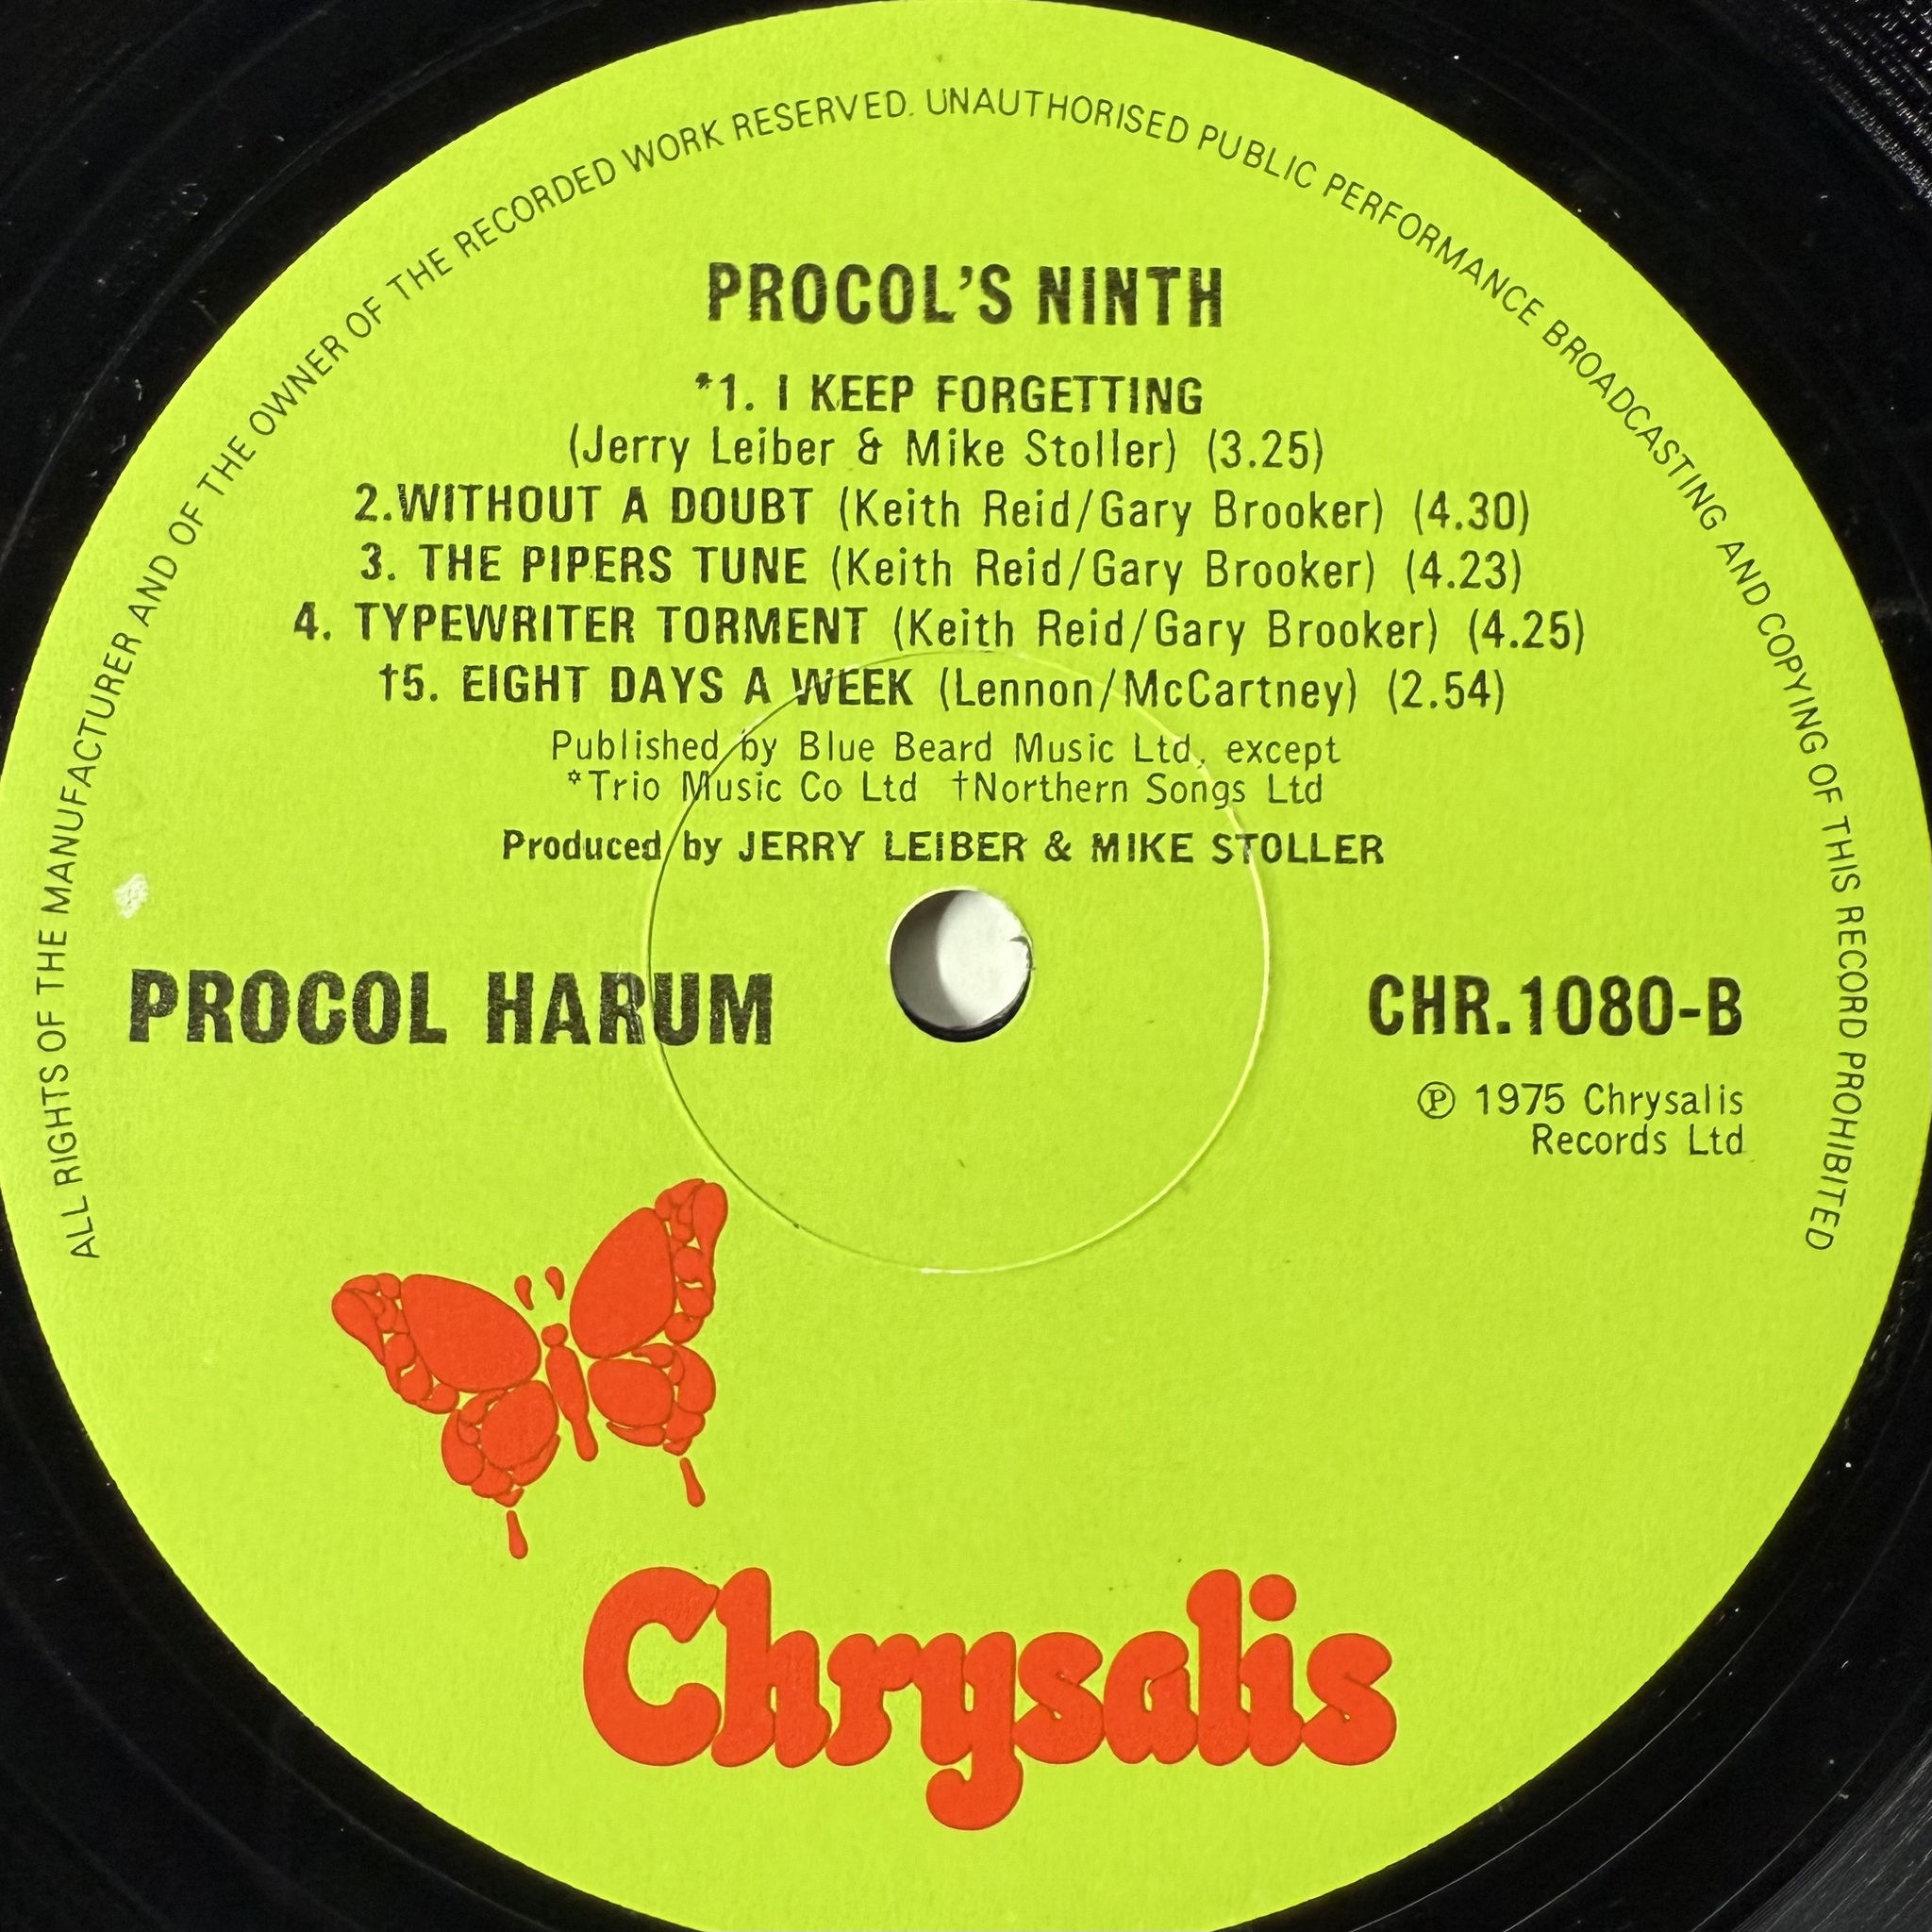 ALL RIGHTS OF THE MANUFACTURER AND OF THE OWNER OF THE RECORDED WORK RESERVED. UNAUTHORISED PUBLIC PERFORMANCE BROADCASTING AND COPYING OF THIS RECORD PROHIBITED
PROCOL'S NINTH
*1. I KEEP FORGETTING
(Jerry Leiber & Mike Stoller) (3.25)
2.WITHOUT A DOUBT (Keith Reid/Gary Brooker) (4.30)
3. THE PIPERS TUNE (Keith Reid/Gary Brooker) (4.23)
4. TYPEWRITER TORMENT (Keith Reid/Gary Brooker) (4.25)
†5. EIGHT DAYS A WEEK (Lennon/McCartney) (2.54)
Published by Blue Beard Music Ltd, except
*Trio Music Co Ltd †Northern Songs Ltd
Produced by JERRY LEIBER & MIKE STOLLER
PROCOL HARUM
CHR.1080-B
℗ 1975 Chrysalis
Records Ltd
Chrysalis